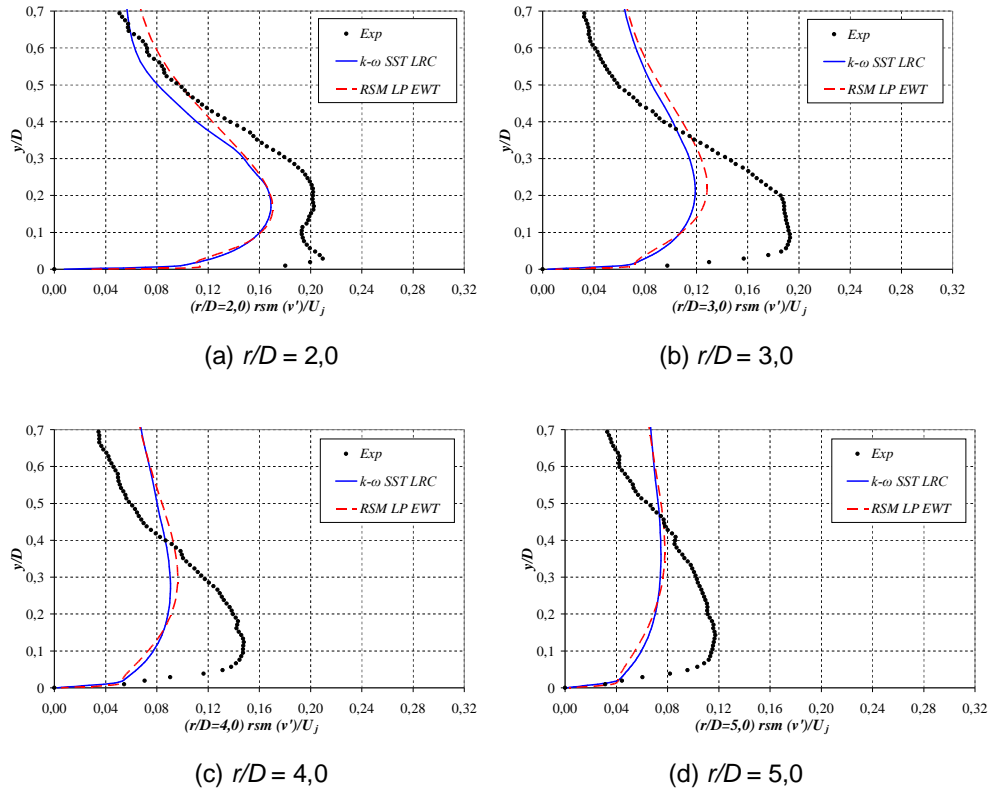 0,7
0,6
0,5
0,4
0,3
0,2
0,1
0
y/D
0,00 0,04 0,08 0,12 0,16 0,20 0,24 0,28 0,32
(r/D=2,0) rsm (v')/Uj
Exp
k-ω SST LRC
RSM LP EWT
(a) r/D = 2,0
0,7
0,6
0,5
0,4
0,3
0,2
0,1
0
y/D
0,00 0,04 0,08 0,12 0,16 0,20 0,24 0,28 0,32
(r/D=3,0) rsm (v')/Uj
Exp
k-ω SST LRC
RSM LP EWT
(b) r/D = 3,0
0,7
0,6
0,5
0,4
0,3
0,2
0,1
0
y/D
0,00 0,04 0,08 0,12 0,16 0,20 0,24 0,28 0,32
(r/D=4,0) rsm (v')/Uj
Exp
k-ω SST LRC
RSM LP EWT
(c) r/D = 4,0
0,7
0,6
0,5
0,4
0,3
0,2
0,1
0
y/D
0,00 0,04 0,08 0,12 0,16 0,20 0,24 0,28 0,32
(r/D=5,0) rsm (v')/Uj
Exp
k-ω SST LRC
RSM LP EWT
(d) r/D = 5,0